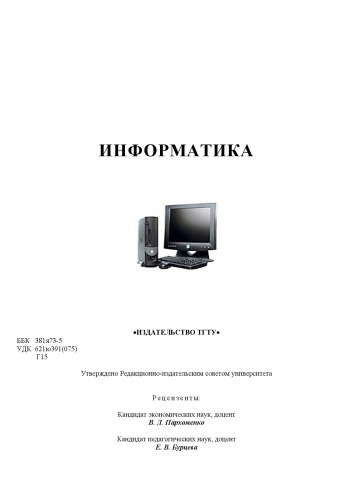 ИНФОРМАТИКА
♦ИЗДАТЕЛЬСТВО ТГТУ♦
ББК 381я73-5
УДК 621ю391(075)
Г15
Утверждено Редакционно-издательским советом университета
Рецензенты:
Кандидат экономических наук, доцент
В. Л. Пархоменко
Кандидат педагогических наук, доцент
Е. В. Бурцева